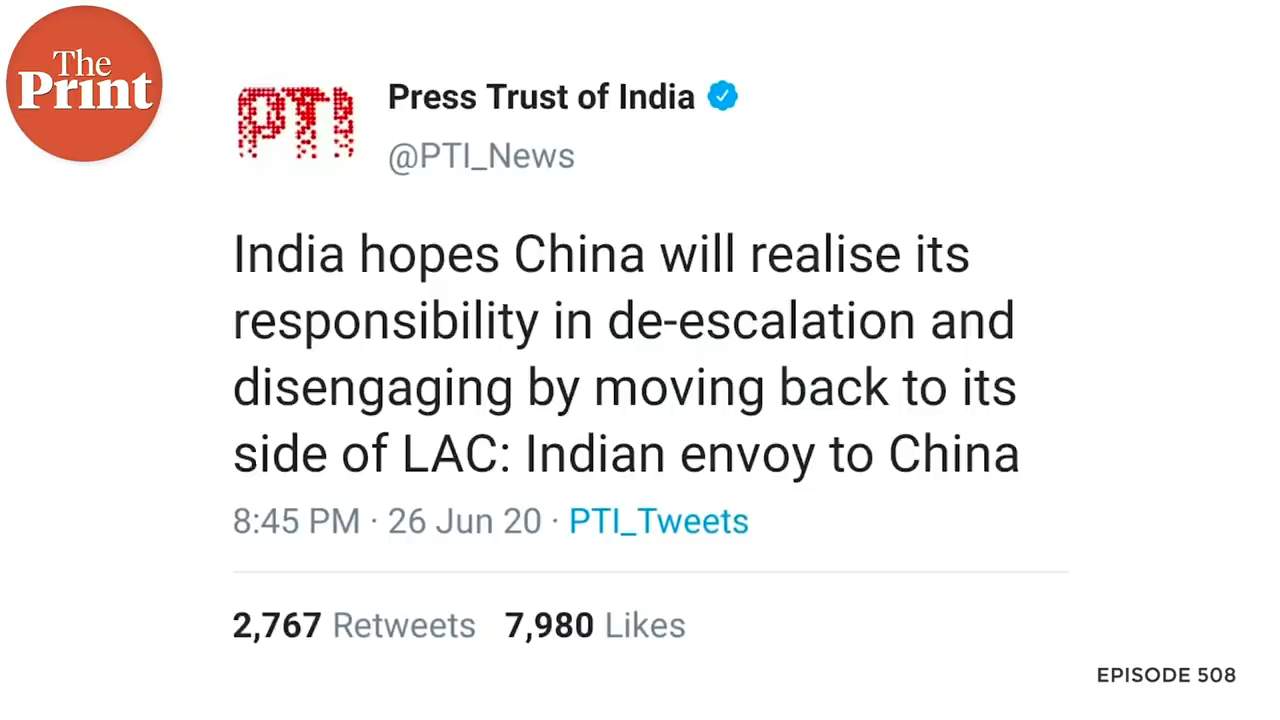 The
Print
PTI
Press Trust of India
@PTI_News
India hopes China will realise its
responsibility in de-escalation and
disengaging by moving back to its
side of LAC: Indian envoy to China
8:45 PM · 26 Jun 20 · PTI_Tweets
2,767 Retweets 7,980 Likes
EPISODE 508